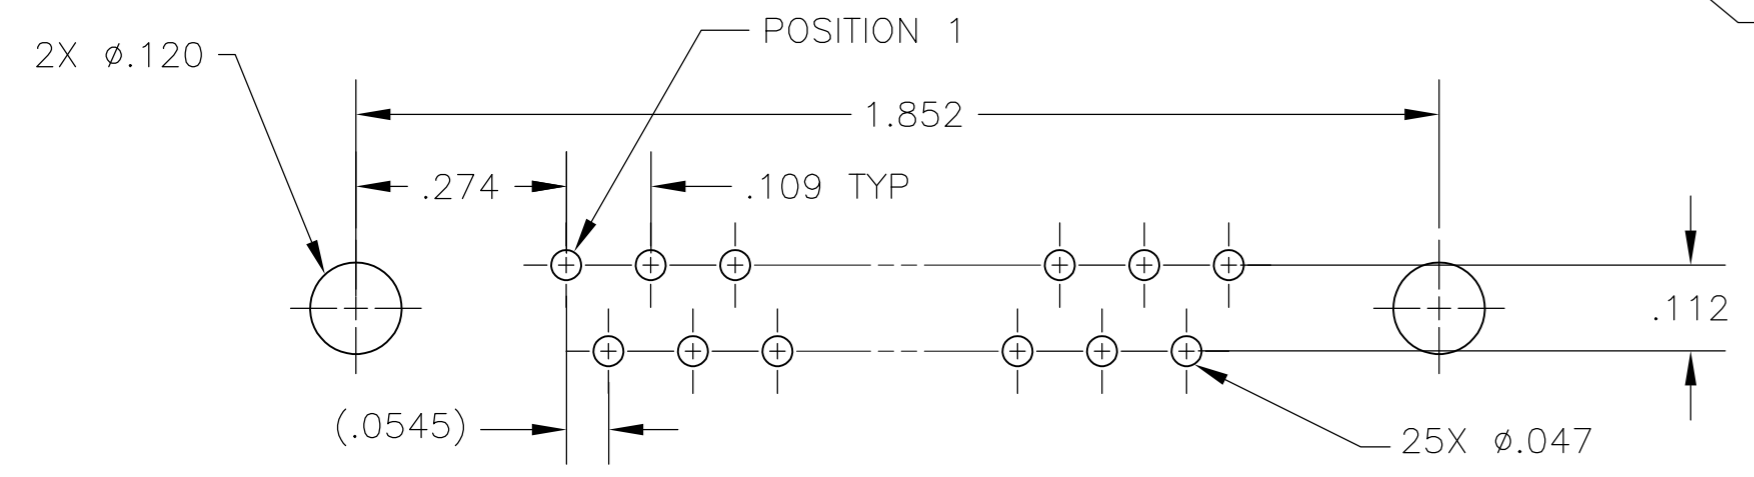 POSITION 1
2X ⌀.120
1.852
.274
.109 TYP
.112
(.0545)
25X ⌀.047